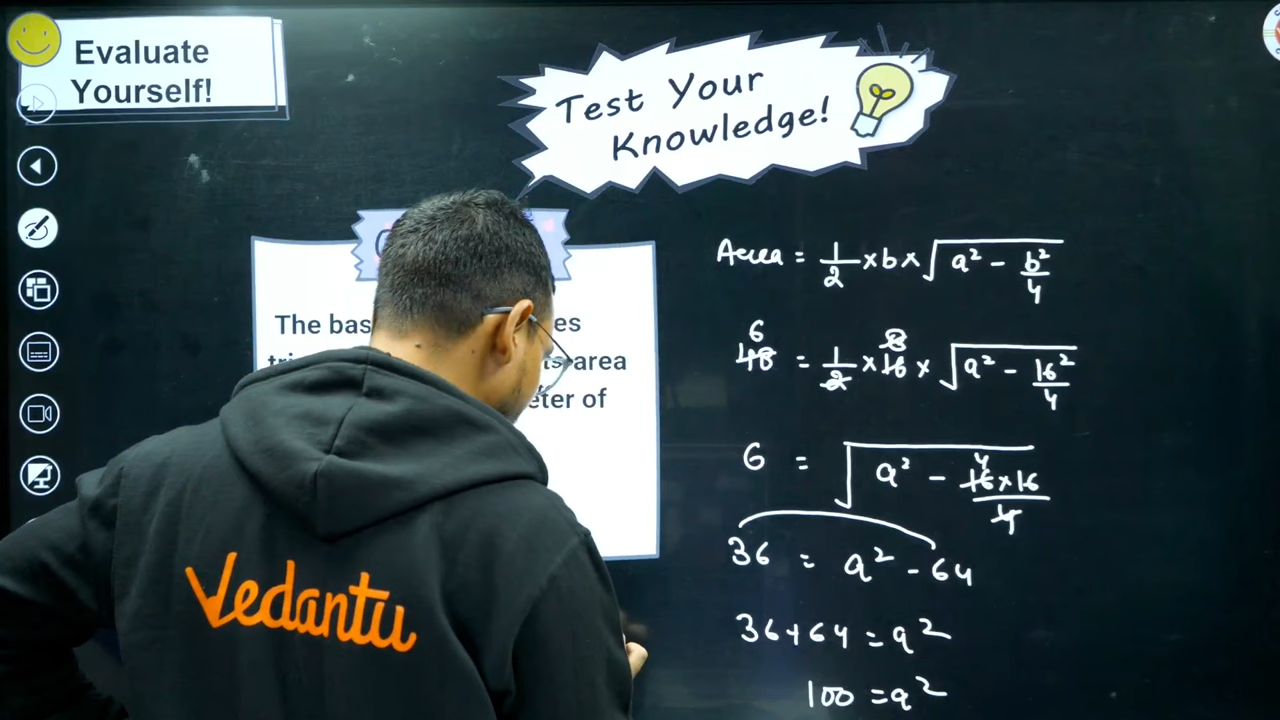 Evaluate
Yourself!
Test Your
Knowledge!
The es
area
of
Area = 1/2 × b × √(a² - b²/4)
6 8
48 = 1/2 × 16 × √(a² - 16²/4)
4
6 = √(a² - 16×16/4)
36 = a² - 64
36+64 = a²
100 = a²
Vedantu